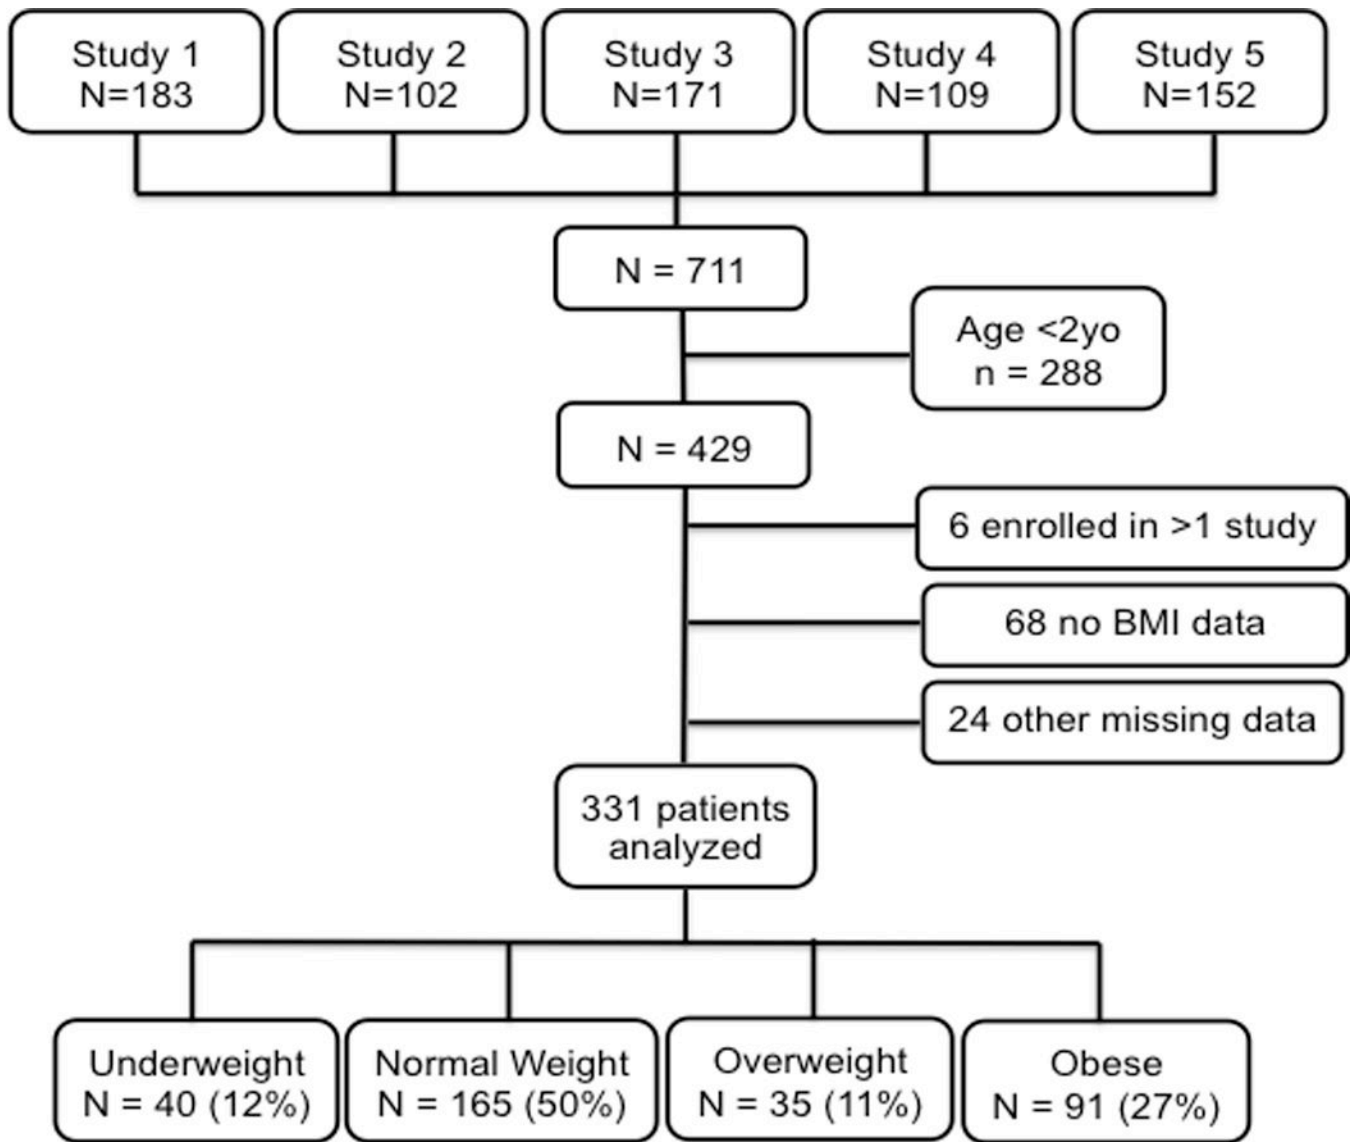 Study 1
N=183
Study 2
N=102
Study 3
N=171
Study 4
N=109
Study 5
N=152
N = 711
Age <2yo
n = 288
N = 429
6 enrolled in >1 study
68 no BMI data
24 other missing data
331 patients
analyzed
Underweight
N = 40 (12%)
Normal Weight
N = 165 (50%)
Overweight
N = 35 (11%)
Obese
N = 91 (27%)